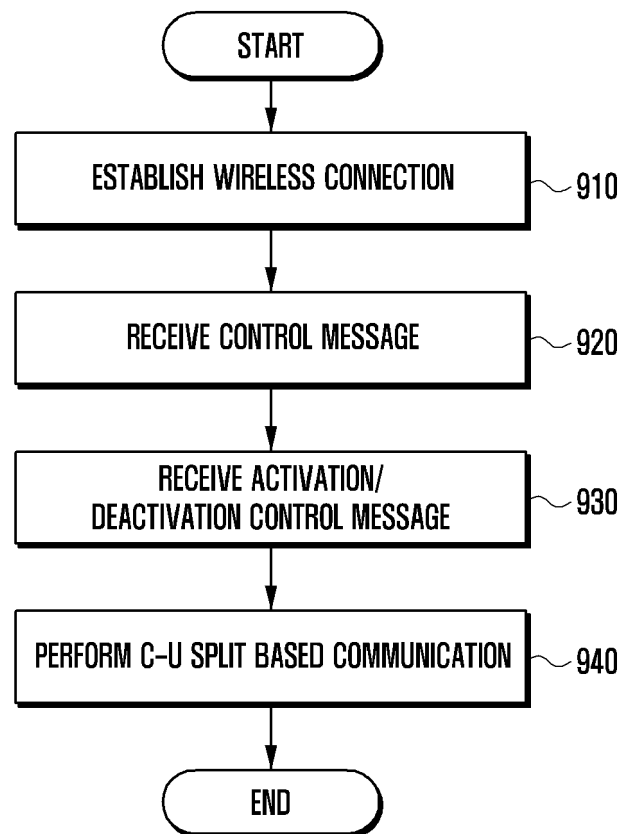 START
ESTABLISH WIRELESS CONNECTION
910
RECEIVE CONTROL MESSAGE
920
RECEIVE ACTIVATION/
DEACTIVATION CONTROL MESSAGE
930
PERFORM C-U SPLIT BASED COMMUNICATION
940
END